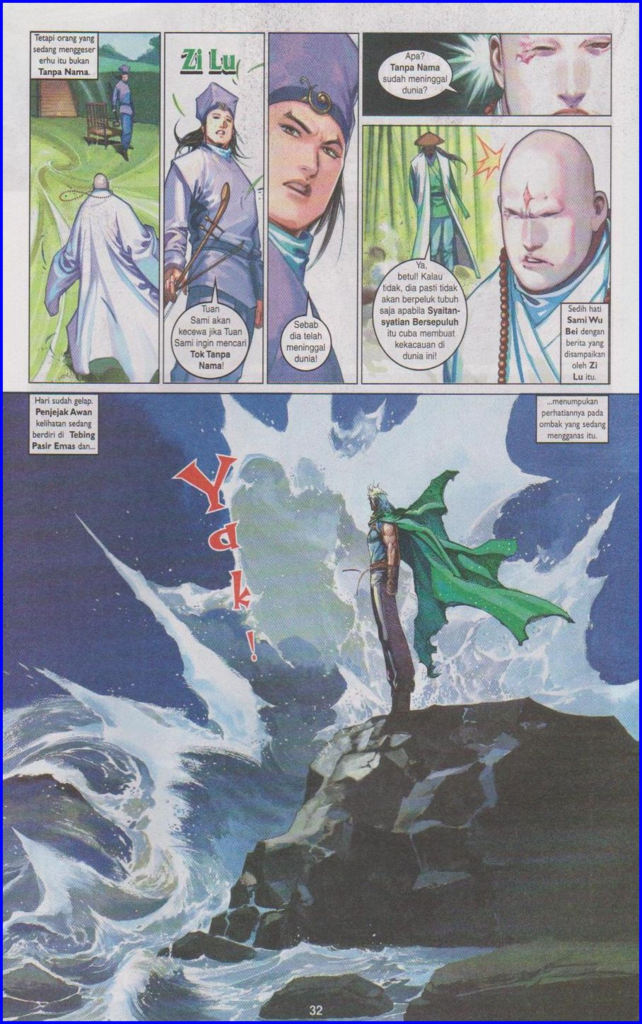 Tetapi orang yang
sedang menggeser
erhu itu bukan
Tanpa Nama.
Zi Lu
Tuan
Sami akan
kecewa jika Tuan
Sami ingin mencari
Tok Tanpa
Nama!
Sebab
dia telah
meninggal
dunia!
Apa?
Tanpa Nama
sudah meninggal
dunia?
Ya,
betul! Kalau
tidak, dia pasti tidak
akan berpeluk tubuh
saja apabila Syaitan-
syatian Bersepuluh
itu cuba membuat
kekacauan di
dunia ini!
Sedih hati
Sami Wu
Bei dengan
berita yang
disampaikan
oleh Zi
Lu itu.
Hari sudah gelap.
Penjejak Awan
kelihatan sedang
berdiri di Tebing
Pasir Emas dan...
...menumpukan
perhatiannya pada
ombak yang sedang
mengganas itu.
Yak!
32